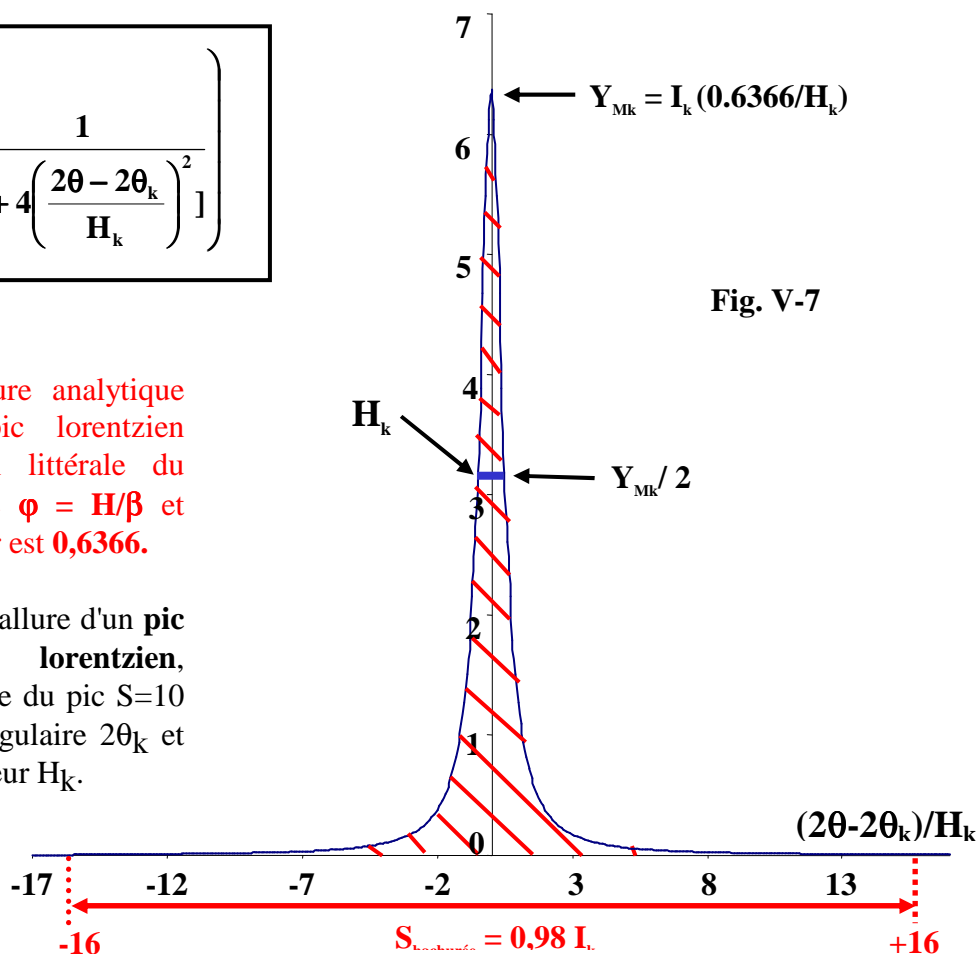 1
+ 4 ( (2θ − 2θk) / Hk )² ]
ure analytique
pic lorentzien
littérale du
φ = H/β et
est 0,6366.
allure d'un pic
lorentzien,
e du pic S=10
gulaire 2θk et
eur Hk.
7
6
5
4
3
2
1
0
YMk = Ik (0.6366/Hk)
Fig. V-7
Hk
YMk/ 2
(2θ-2θk)/Hk
-17 -12 -7 -2 3 8 13
-16 Shachurée = 0,98 Ik +16